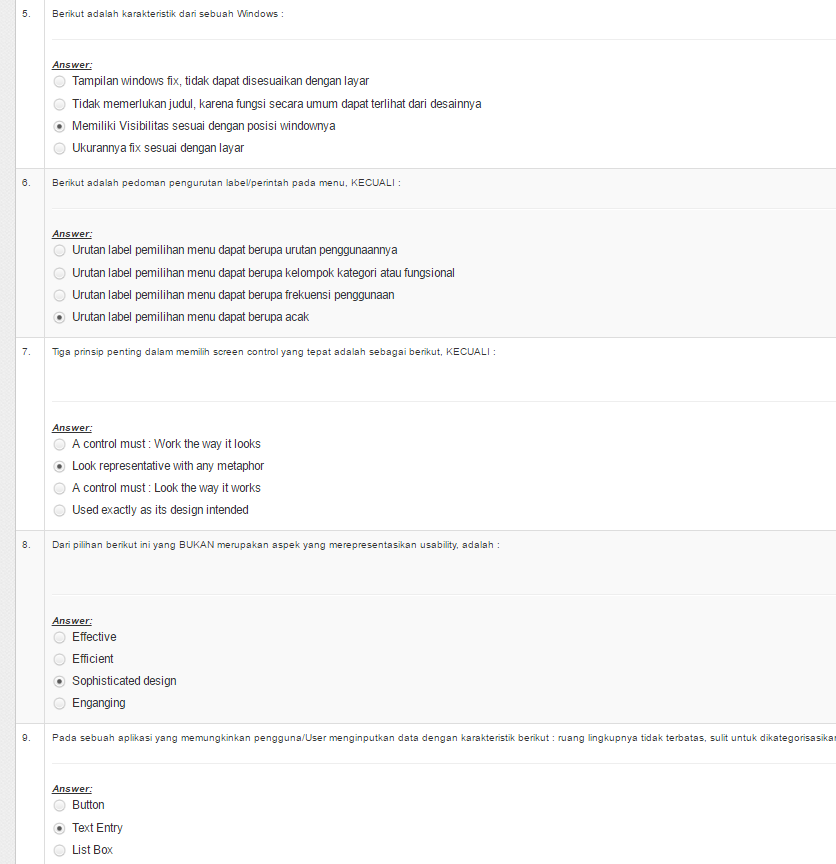 5. Berikut adalah karakteristik dari sebuah Windows :
Answer:
Tampilan windows fix, tidak dapat disesuaikan dengan layar
Tidak memerlukan judul, karena fungsi secara umum dapat terlihat dari desainnya
Memiliki Visibilitas sesuai dengan posisi windownya
Ukurannya fix sesuai dengan layar
6. Berikut adalah pedoman pengurutan label/perintah pada menu, KECUALI :
Answer:
Urutan label pemilihan menu dapat berupa urutan penggunaannya
Urutan label pemilihan menu dapat berupa kelompok kategori atau fungsional
Urutan label pemilihan menu dapat berupa frekuensi penggunaan
Urutan label pemilihan menu dapat berupa acak
7. Tiga prinsip penting dalam memilih screen control yang tepat adalah sebagai berikut, KECUALI :
Answer:
A control must : Work the way it looks
Look representative with any metaphor
A control must : Look the way it works
Used exactly as its design intended
8. Dari pilihan berikut ini yang BUKAN merupakan aspek yang merepresentasikan usability, adalah :
Answer:
Effective
Efficient
Sophisticated design
Enganging
9. Pada sebuah aplikasi yang memungkinkan pengguna/User menginputkan data dengan karakteristik berikut : ruang lingkupnya tidak terbatas, sulit untuk dikategorisasika
Answer:
Button
Text Entry
List Box